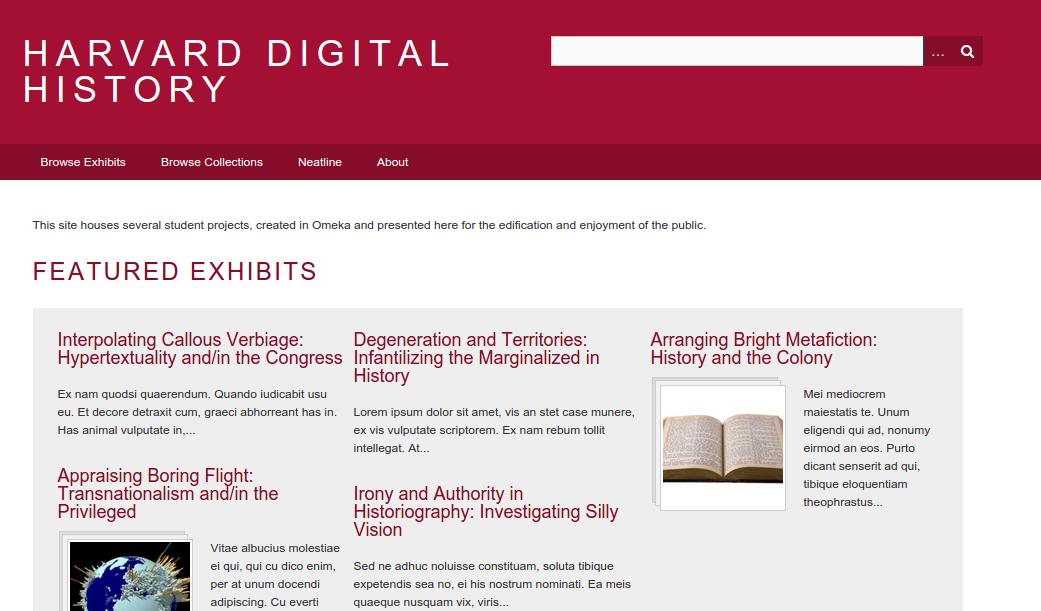 HARVARD DIGITAL
HISTORY
...
Browse Exhibits Browse Collections Neatline About
This site houses several student projects, created in Omeka and presented here for the edification and enjoyment of the public.
FEATURED EXHIBITS
Interpolating Callous Verbiage:
Hypertextuality and/in the Congress
Ex nam quodsi quaerendum. Quando iudicabit usu
eu. Et decore detraxit cum, graeci abhorreant has in.
Has animal vulputate in,...
Appraising Boring Flight:
Transnationalism and/in the
Privileged
Vitae albucius molestiae
ei qui, qui cu dico enim,
per at unum docendi
adipiscing. Cu everti
Degeneration and Territories:
Infantilizing the Marginalized in
History
Lorem ipsum dolor sit amet, vis an stet case munere,
ex vis vulputate scriptorem. Ex nam rebum tollit
intellegat. At...
Irony and Authority in
Historiography: Investigating Silly
Vision
Sed ne adhuc noluisse constituam, soluta tibique
expetendis sea no, ei his nostrum nominati. Ea meis
quaeque nusquam vix, viris...
Arranging Bright Metafiction:
History and the Colony
Mei mediocrem
maiestatis te. Unum
eligendi qui ad, nonumy
eirmod an eos. Purto
dicant senserit ad qui,
tibique eloquentiam
theophrastus...